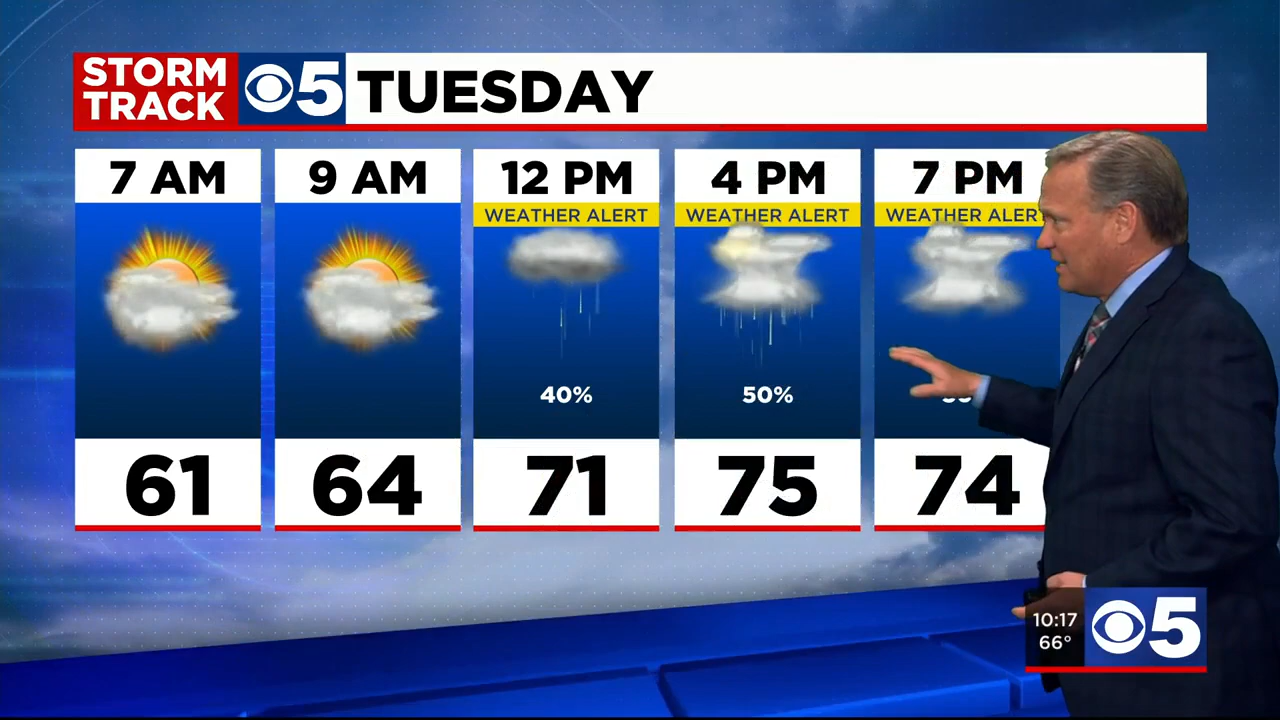 STORM
TRACK
5
TUESDAY
7 AM
9 AM
12 PM
4 PM
7 PM
WEATHER ALERT
WEATHER ALERT
WEATHER
40%
50%
61
64
71
75
74
10:17
66°
5